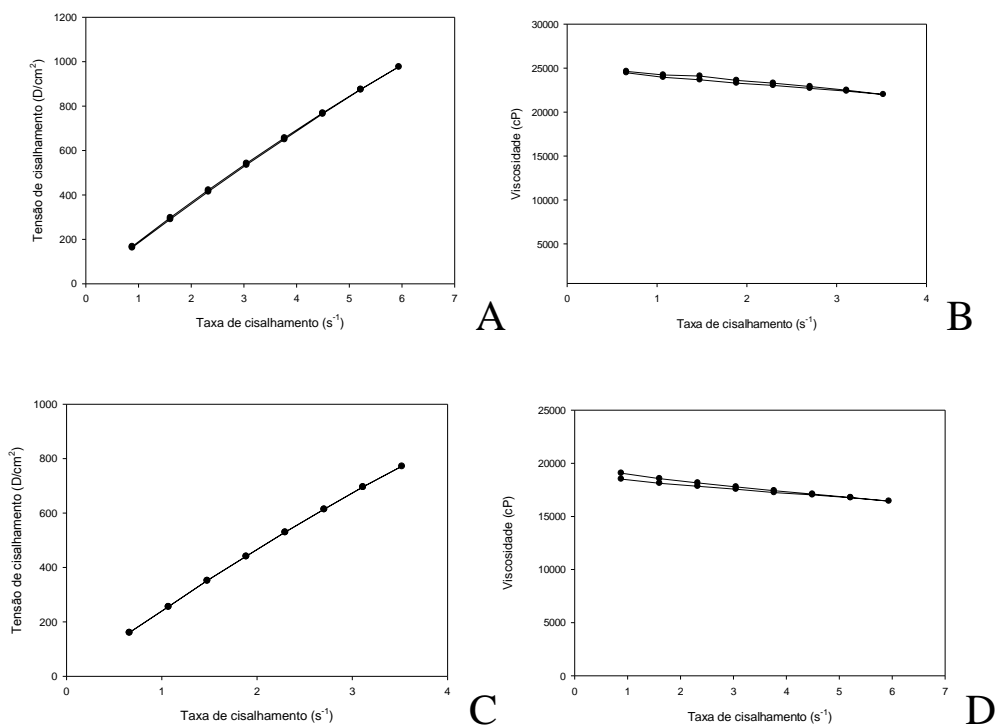 1200
1000
800
600
400
200
0
0 1 2 3 4 5 6 7
Tensão de cisalhamento (D/cm²)
Taxa de cisalhamento (s⁻¹)
A
30000
25000
20000
15000
10000
5000
0 1 2 3 4
Viscosidade (cP)
Taxa de cisalhamento (s⁻¹)
B
1000
800
600
400
200
0
0 1 2 3 4
Tensão de cisalhamento (D/cm²)
Taxa de cisalhamento (s⁻¹)
C
25000
20000
15000
10000
5000
0
0 1 2 3 4 5 6 7
Viscosidade (cP)
Taxa de cisalhamento (s⁻¹)
D